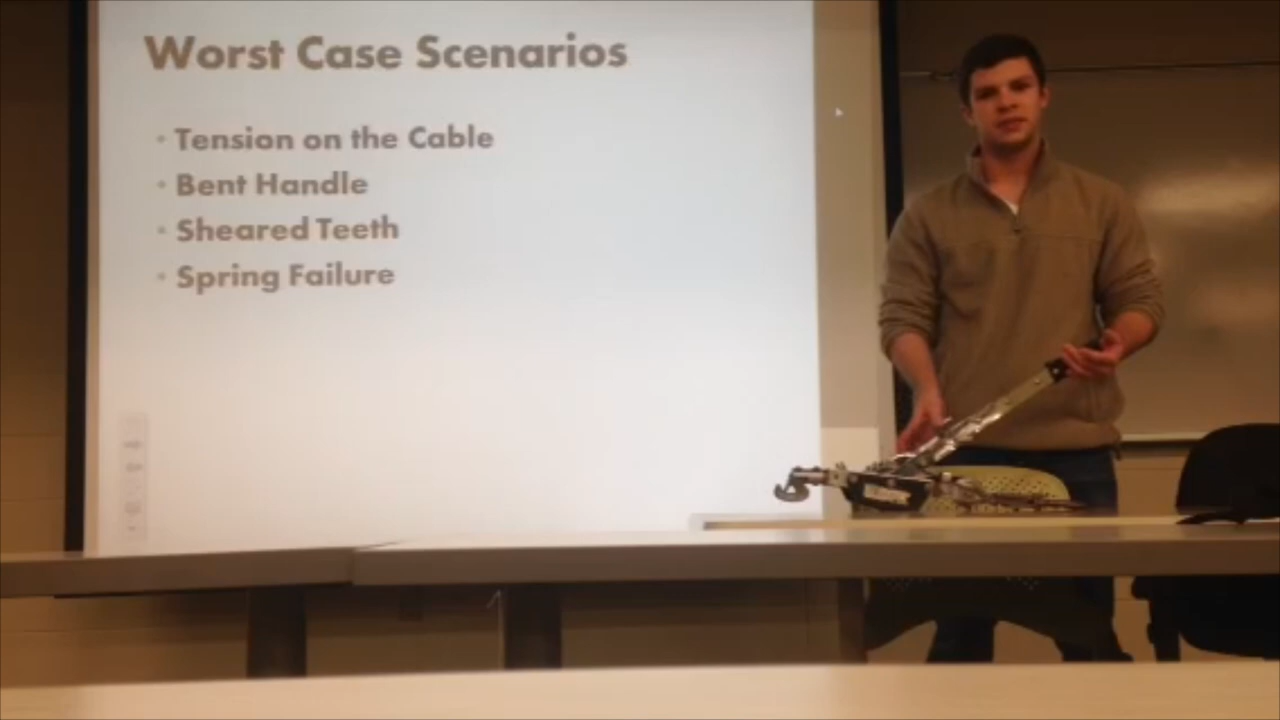 Worst Case Scenarios
• Tension on the Cable
• Bent Handle
• Sheared Teeth
• Spring Failure